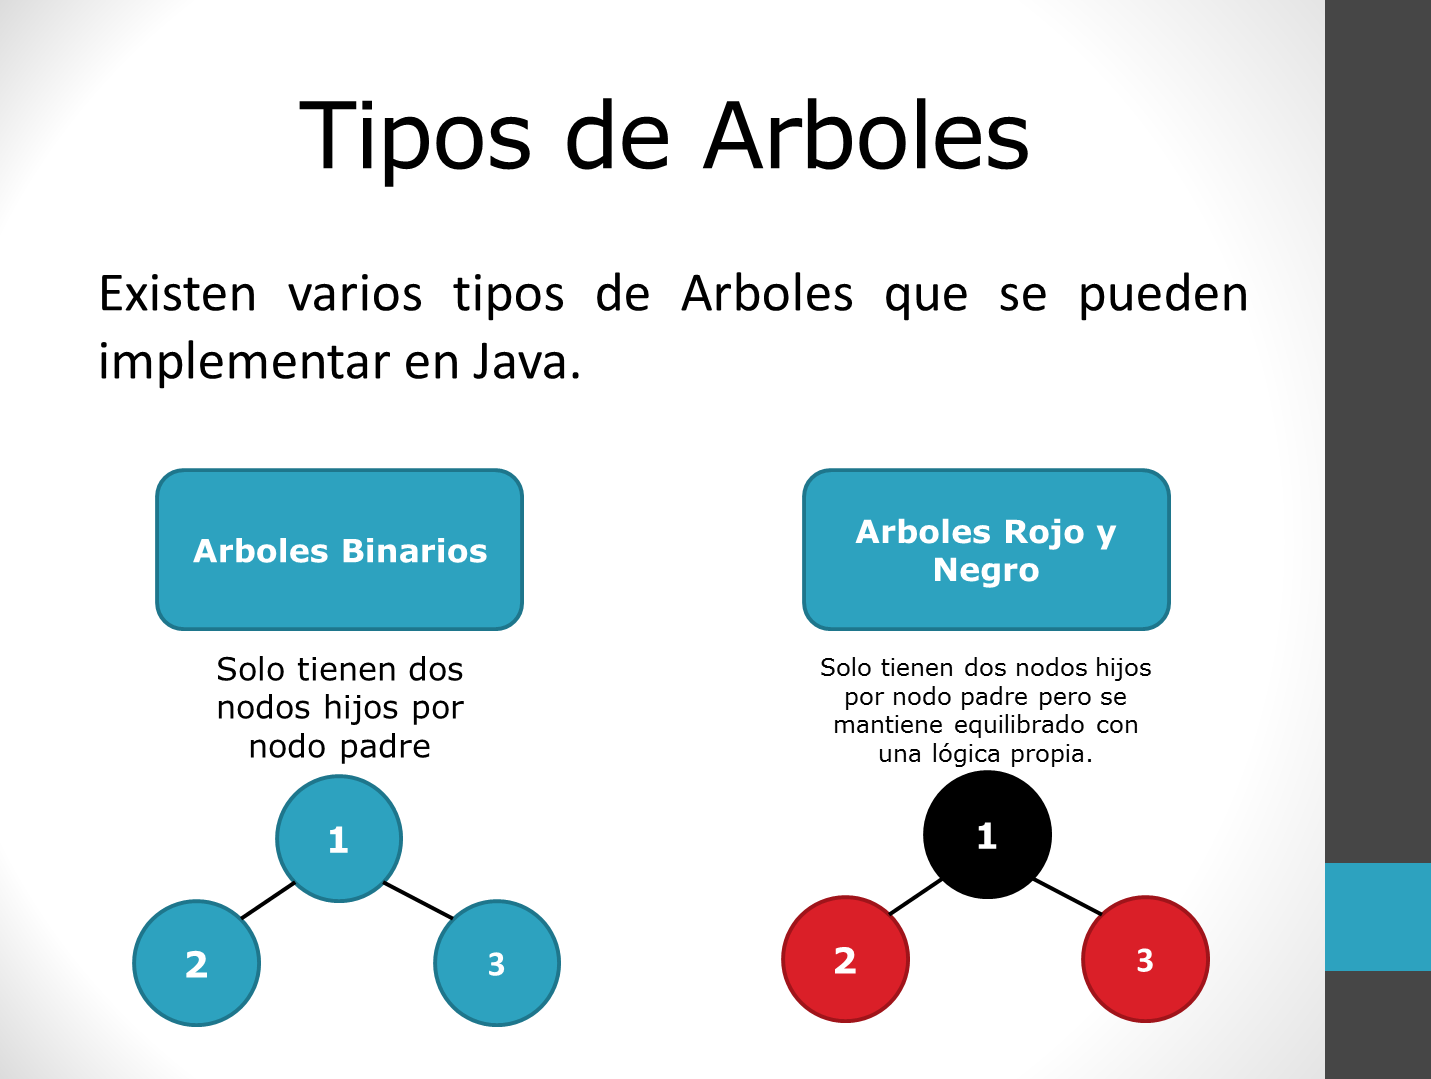 Tipos de Arboles
Existen varios tipos de Arboles que se pueden
implementar en Java.
Arboles Binarios
Solo tienen dos
nodos hijos por
nodo padre
1
2
3
Arboles Rojo y
Negro
Solo tienen dos nodos hijos
por nodo padre pero se
mantiene equilibrado con
una lógica propia.
1
2
3